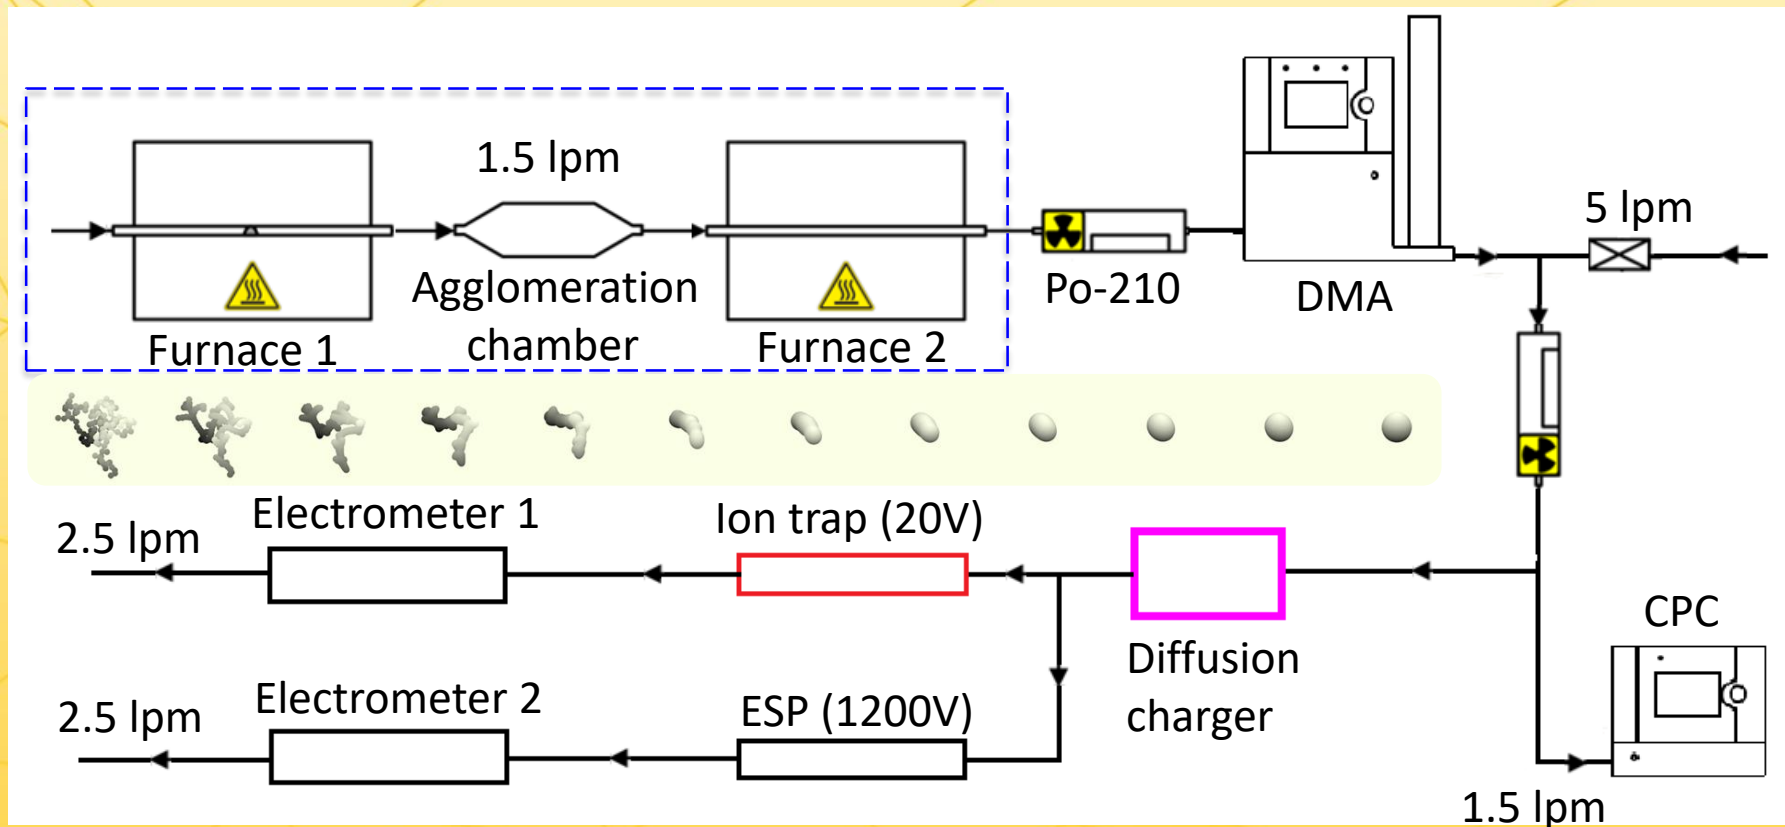 1.5 lpm
Furnace 1
Agglomeration
chamber
Furnace 2
Po-210
DMA
5 lpm
2.5 lpm
Electrometer 1
Ion trap (20V)
Diffusion
charger
CPC
2.5 lpm
Electrometer 2
ESP (1200V)
1.5 lpm